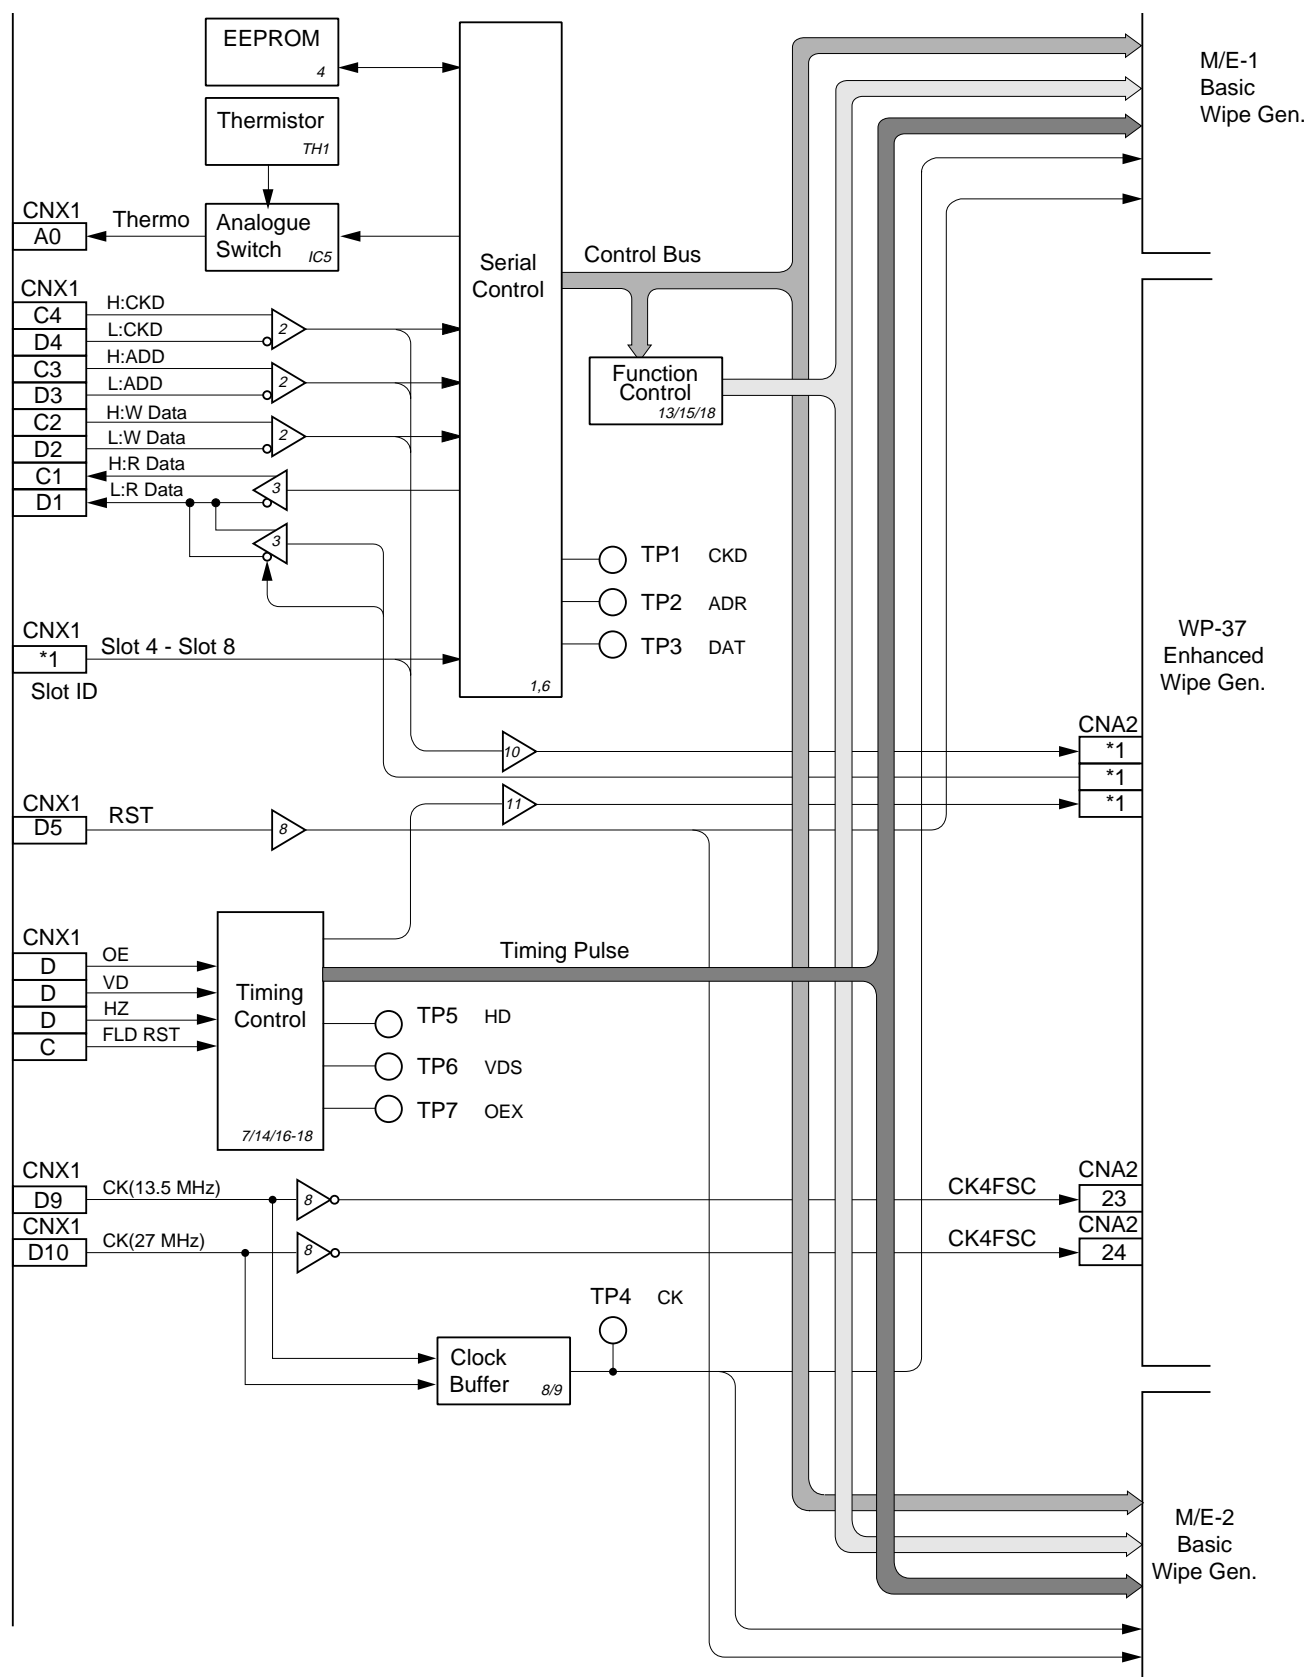 EEPROM
4
Thermistor
TH1
CNX1
A0
Thermo
Analogue
Switch
IC5
Serial
Control
1,6
Control Bus
Function
Control
13/15/18
M/E-1
Basic
Wipe Gen.
CNX1
C4
H:CKD
D4
L:CKD
2
C3
H:ADD
D3
L:ADD
2
C2
H:W Data
D2
L:W Data
2
C1
H:R Data
D1
L:R Data
3
3
TP1 CKD
TP2 ADR
TP3 DAT
CNX1
*1
Slot 4 - Slot 8
Slot ID
WP-37
Enhanced
Wipe Gen.
10
CNA2
*1
*1
*1
11
CNX1
D5
RST
8
CNX1
D
OE
D
VD
D
HZ
C
FLD RST
Timing
Control
7/14/16-18
Timing Pulse
TP5 HD
TP6 VDS
TP7 OEX
CNX1
D9
CK(13.5 MHz)
8
CK4FSC
CNA2
23
CNX1
D10
CK(27 MHz)
8
CK4FSC
CNA2
24
TP4 CK
Clock
Buffer
8/9
M/E-2
Basic
Wipe Gen.